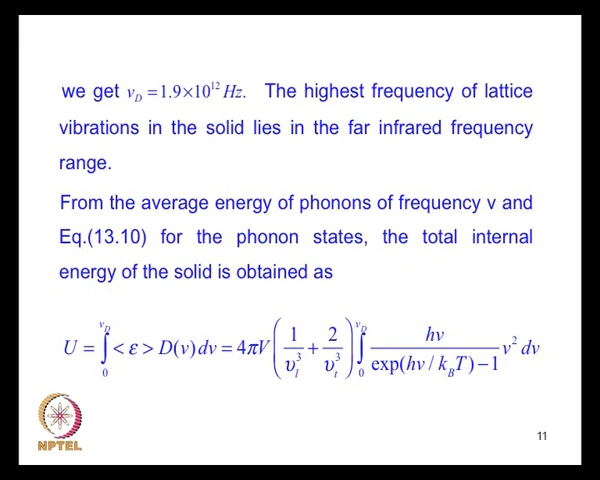 we get ν_D = 1.9×10^12 Hz. The highest frequency of lattice
vibrations in the solid lies in the far infrared frequency
range.
From the average energy of phonons of frequency ν and
Eq.(13.10) for the phonon states, the total internal
energy of the solid is obtained as
U = ∫_0^{ν_D} <ε> D(ν)dν = 4πV (1/υ_l^3 + 2/υ_t^3) ∫_0^{ν_D} hν / (exp(hν / k_B T) − 1) ν^2 dν
NPTEL
11